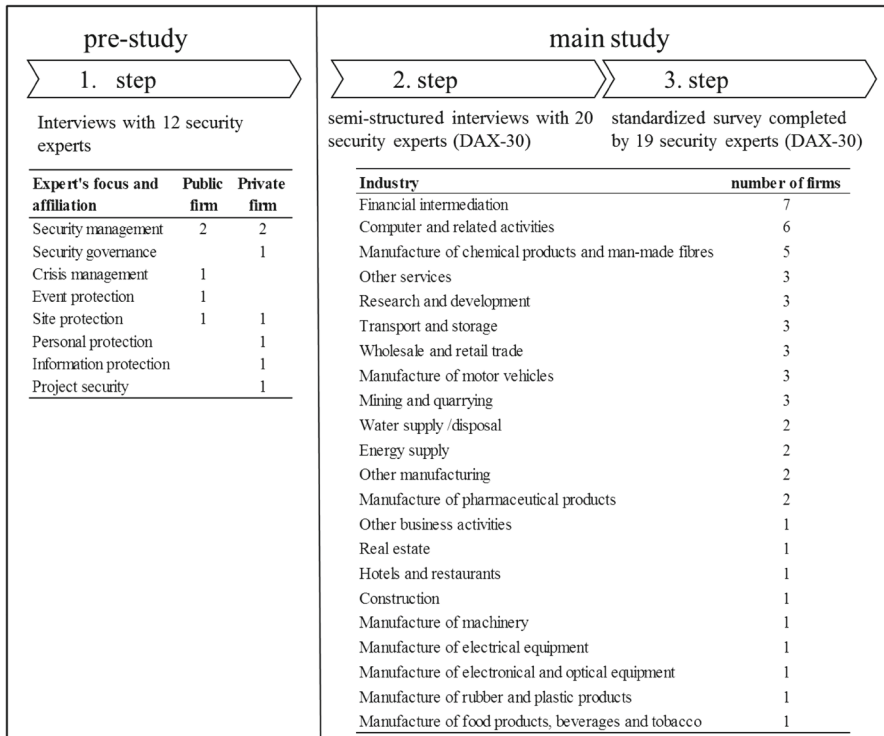 pre-study
1. step
Interviews with 12 security
experts
Expert's focus and Public Private
affiliation firm firm
Security management 2 2
Security governance 1
Crisis management 1
Event protection 1
Site protection 1 1
Personal protection 1
Information protection 1
Project security 1
main study
2. step 3. step
semi-structured interviews with 20
security experts (DAX-30)
standardized survey completed
by 19 security experts (DAX-30)
Industry number of firms
Financial intermediation 7
Computer and related activities 6
Manufacture of chemical products and man-made fibres 5
Other services 3
Research and development 3
Transport and storage 3
Wholesale and retail trade 3
Manufacture of motor vehicles 3
Mining and quarrying 3
Water supply /disposal 2
Energy supply 2
Other manufacturing 2
Manufacture of pharmaceutical products 2
Other business activities 1
Real estate 1
Hotels and restaurants 1
Construction 1
Manufacture of machinery 1
Manufacture of electrical equipment 1
Manufacture of electronical and optical equipment 1
Manufacture of rubber and plastic products 1
Manufacture of food products, beverages and tobacco 1